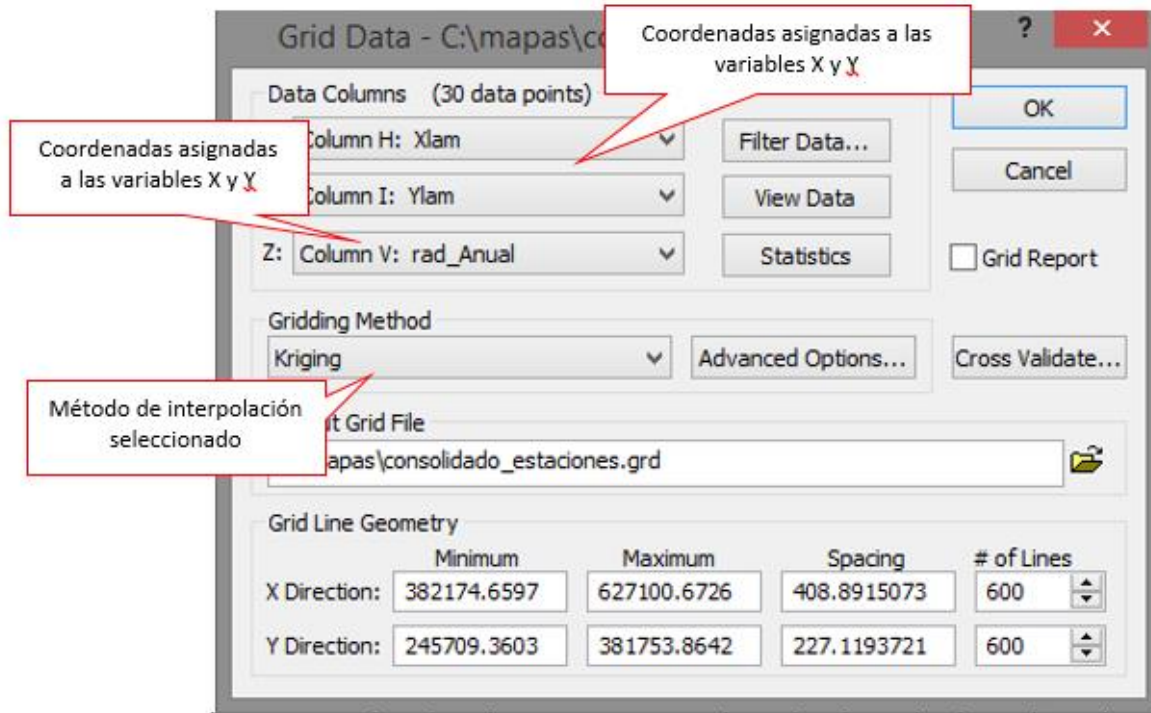 Grid Data - C:\mapas\co
?
Coordenadas asignadas a las
variables X y Y
Data Columns (30 data points)
OK
Column H: Xlam
Filter Data...
Coordenadas asignadas
a las variables X y Y
Cancel
Column I: Ylam
View Data
Z: Column V: rad_Anual
Statistics
Grid Report
Gridding Method
Kriging
Advanced Options...
Cross Validate...
Método de interpolación
seleccionado
ut Grid File
apas\consolidado_estaciones.grd
Grid Line Geometry
Minimum Maximum Spacing # of Lines
X Direction: 382174.6597 627100.6726 408.8915073 600
Y Direction: 245709.3603 381753.8642 227.1193721 600